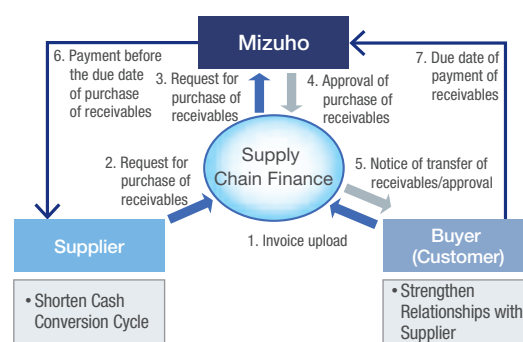 Mizuho
6. Payment before
the due date
of purchase
of receivables
3. Request for
purchase of
receivables
4. Approval of
purchase of
receivables
7. Due date of
payment of
receivables
2. Request for
purchase of
receivables
Supply
Chain Finance
5. Notice of transfer of
receivables/approval
1. Invoice upload
Supplier
Buyer
(Customer)
• Shorten Cash
Conversion Cycle
• Strengthen
Relationships with
Supplier